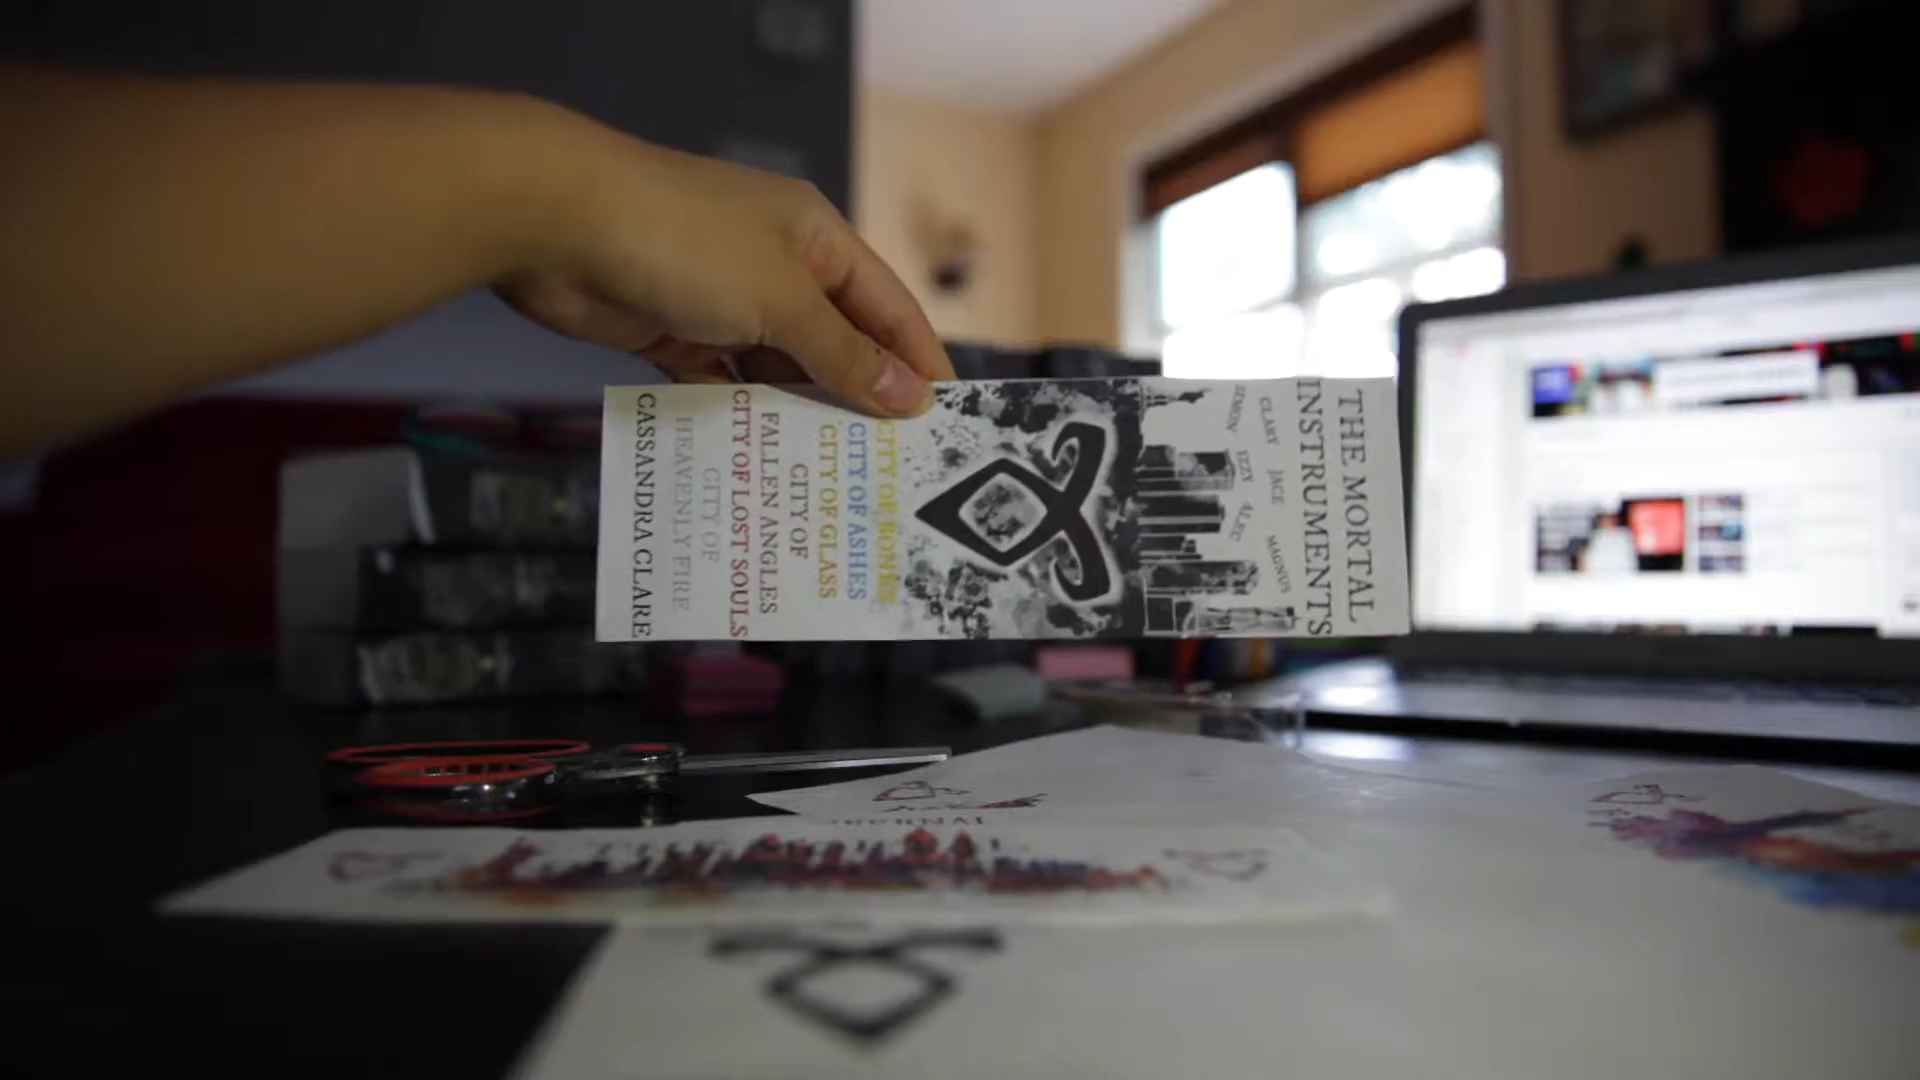 THE MORTAL
INSTRUMENTS
SIMON
CLARY
IZZY
JACE
ALEC
MAGNUS
CITY OF BONES
CITY OF ASHES
CITY OF GLASS
CITY OF
FALLEN ANGLES
CITY OF LOST SOULS
CITY OF
HEAVENLY FIRE
CASSANDRA CLARE